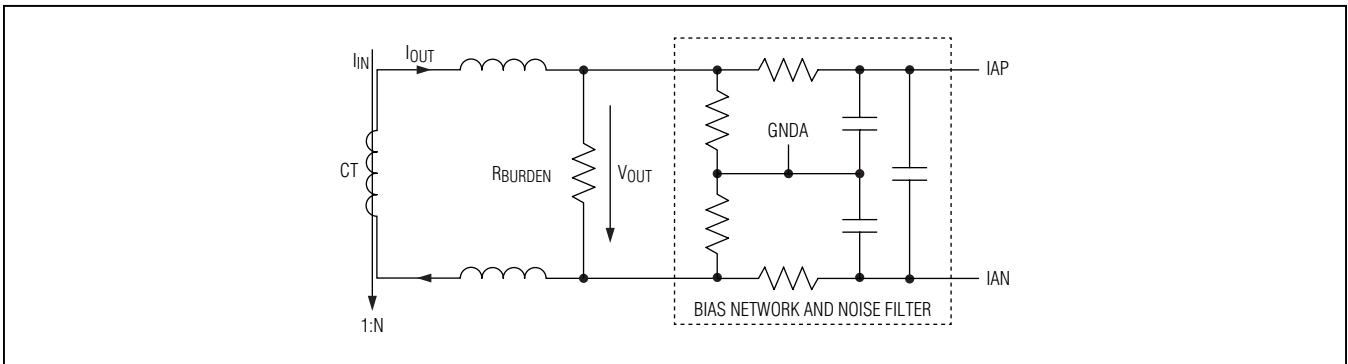 IIN
IOUT
IAP
GNDA
CT
RBURDEN
VOUT
IAN
BIAS NETWORK AND NOISE FILTER
1:N